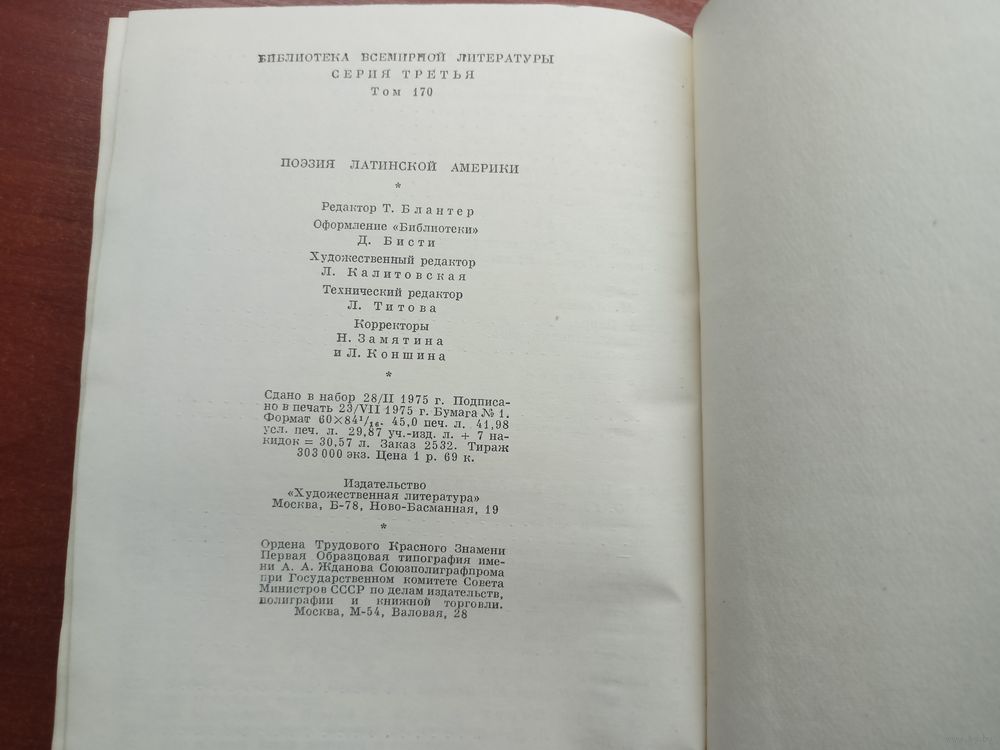 БИБЛИОТЕКА ВСЕМИРНОЙ ЛИТЕРАТУРЫ
СЕРИЯ ТРЕТЬЯ
Том 170
ПОЭЗИЯ ЛАТИНСКОЙ АМЕРИКИ
*
Редактор Т. Блантер
Оформление «Библиотеки»
Д. Бисти
Художественный редактор
Л. Калитовская
Технический редактор
Л. Титова
Корректоры
Н. Замятина
и Л. Коншина
*
Сдано в набор 28/II 1975 г. Подписа-
но в печать 23/VII 1975 г. Бумага № 1.
Формат 60×84¹/₁₆. 45,0 печ. л. 41,98
усл. печ. л. 29,87 уч.-изд. л. + 7 на-
кидок = 30,57 л. Заказ 2532. Тираж
303 000 экз. Цена 1 р. 69 к.
Издательство
«Художественная литература»
Москва, Б-78, Ново-Басманная, 19
*
Ордена Трудового Красного Знамени
Первая Образцовая типография име-
ни А. А. Жданова Союзполиграфпрома
при Государственном комитете Совета
Министров СССР по делам издательств,
полиграфии и книжной торговли.
Москва, М-54, Валовая, 28